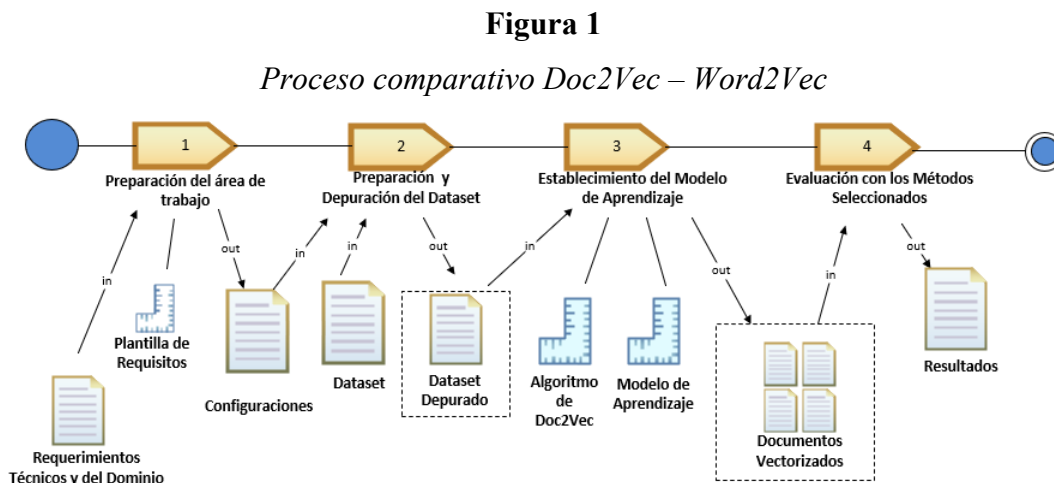 Figura 1
Proceso comparativo Doc2Vec – Word2Vec
1
2
3
4
Preparación del área de
trabajo
Preparación y
Depuración del Dataset
Establecimiento del Modelo
de Aprendizaje
Evaluación con los Métodos
Seleccionados
in
out
in
in
out
in
out
in
out
Plantilla de
Requisitos
Requerimientos
Técnicos y del Dominio
Configuraciones
Dataset
Dataset
Depurado
Algoritmo
de
Doc2Vec
Modelo de
Aprendizaje
Documentos
Vectorizados
Resultados